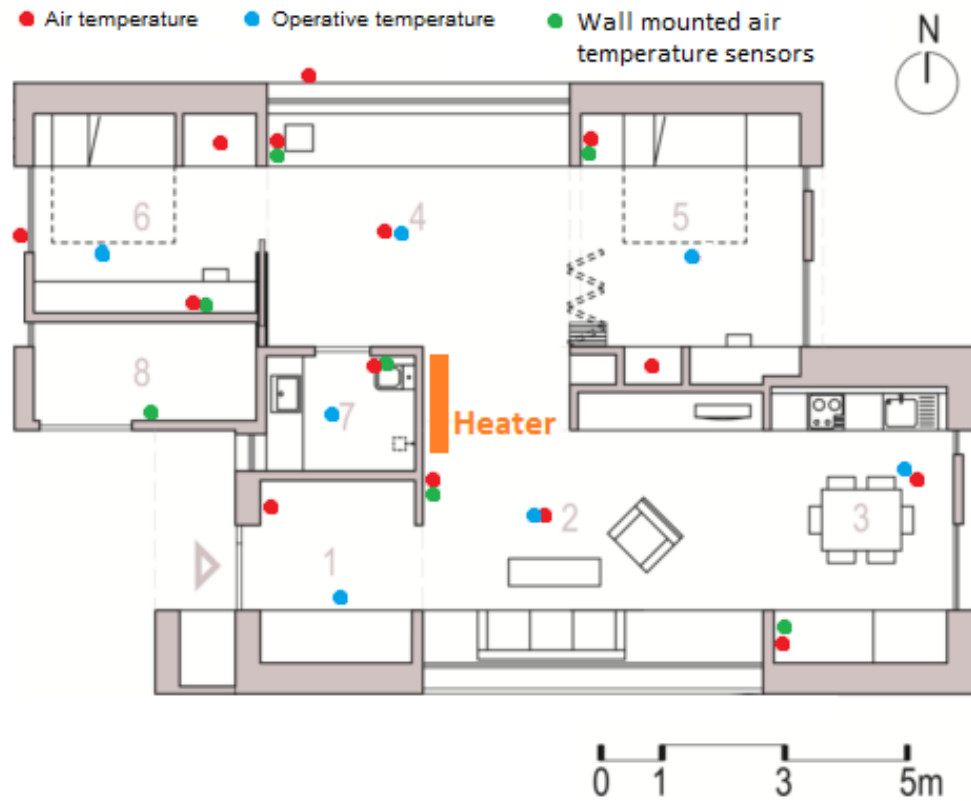 Air temperature
Operative temperature
Wall mounted air
temperature sensors
N
6
4
5
8
7
Heater
2
3
1
0 1 3 5m